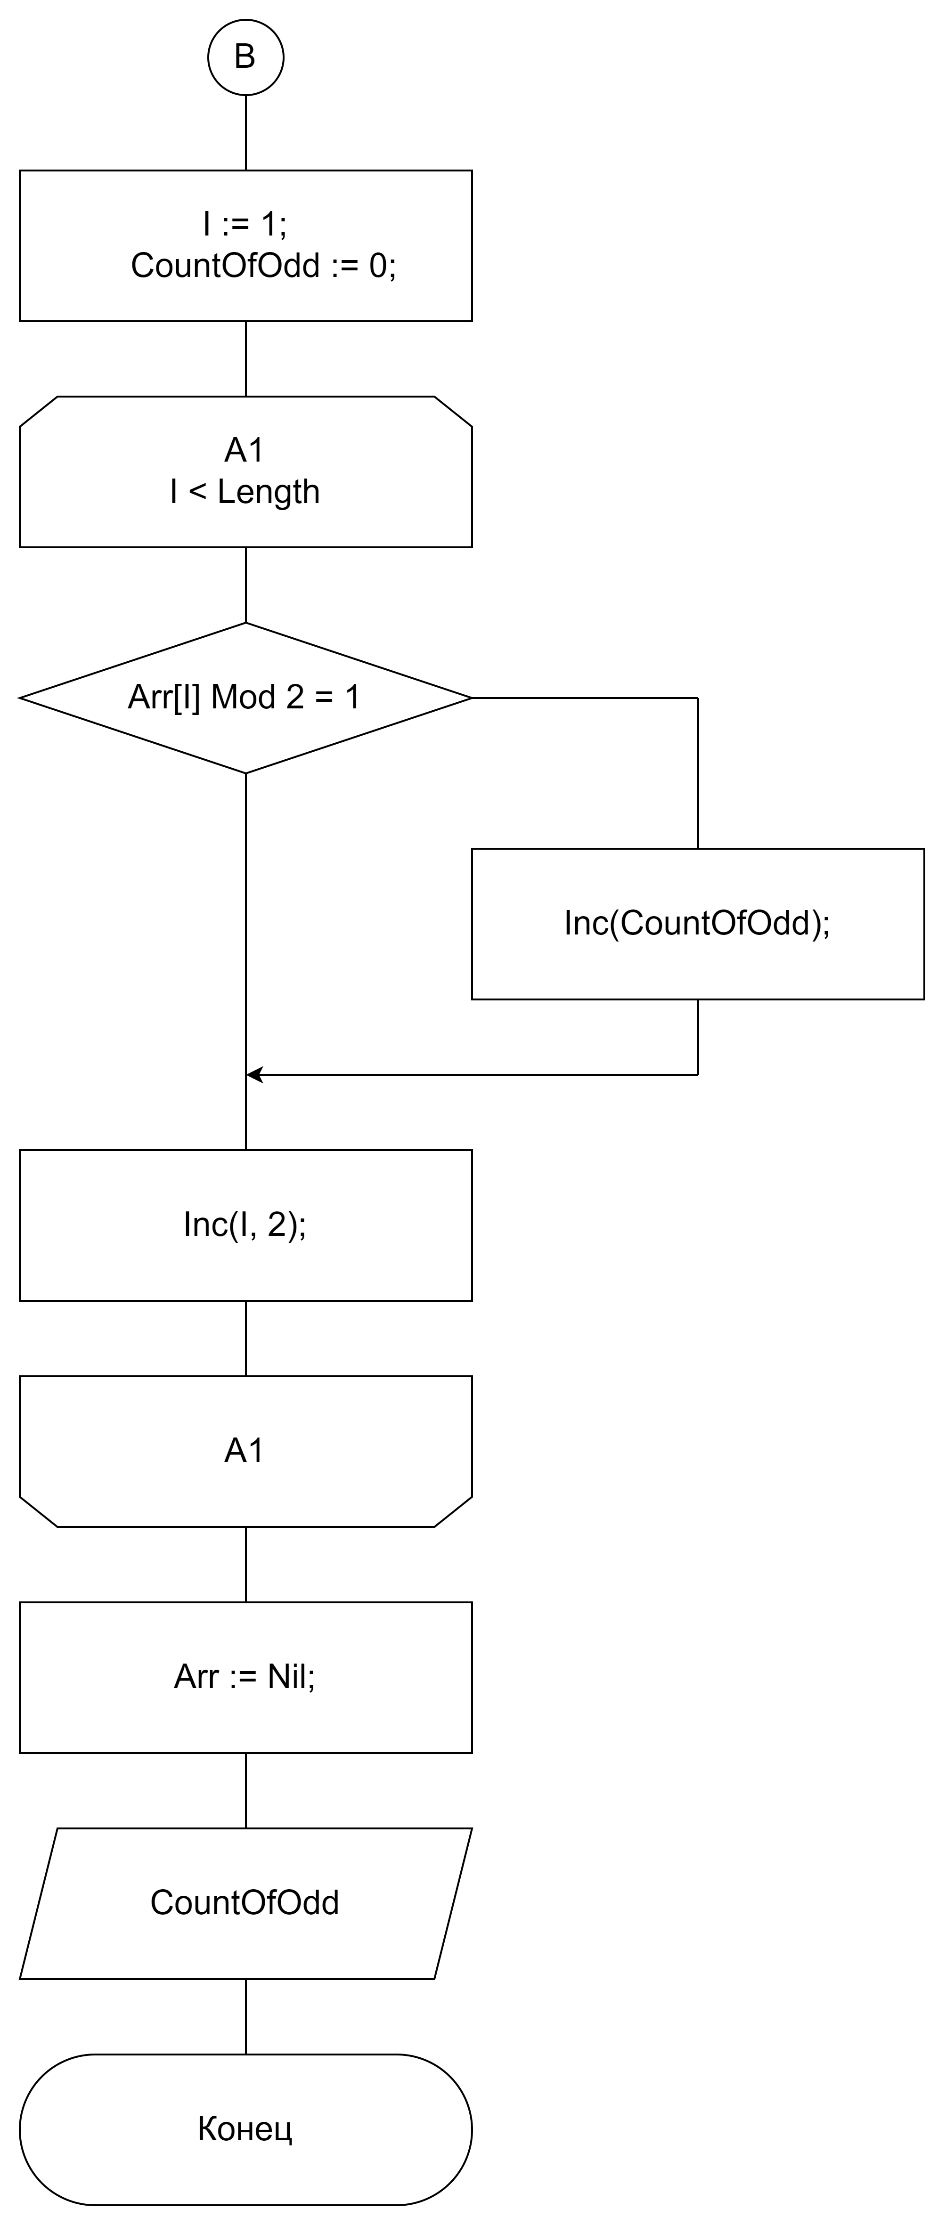 B
I := 1;
CountOfOdd := 0;
A1
I < Length
Arr[I] Mod 2 = 1
Inc(CountOfOdd);
Inc(I, 2);
A1
Arr := Nil;
CountOfOdd
Конец